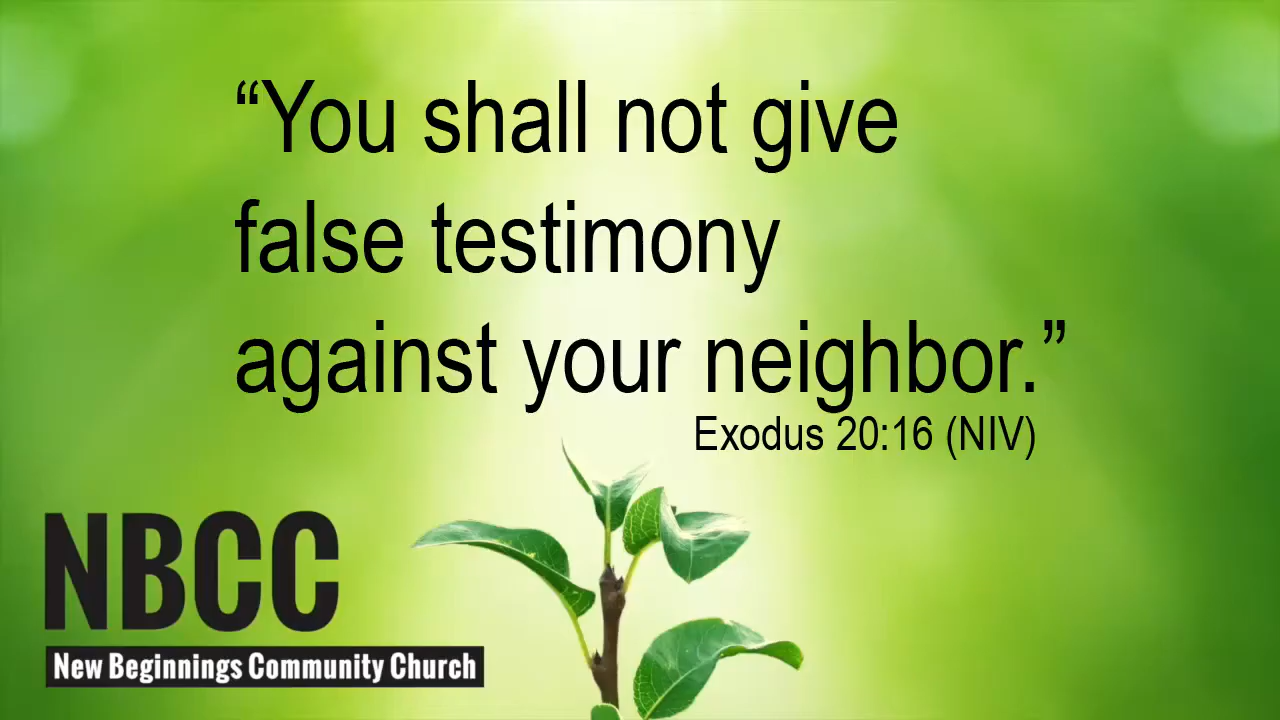 “You shall not give
false testimony
against your neighbor.”
Exodus 20:16 (NIV)
NBCC
New Beginnings Community Church